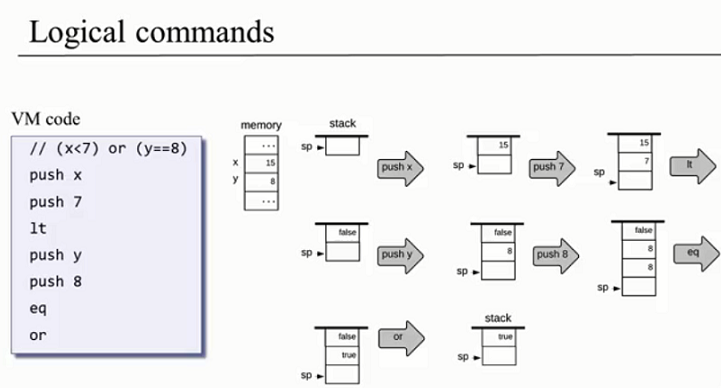 Logical commands
VM code
// (x<7) or (y==8)
push x
push 7
lt
push y
push 8
eq
or
memory
...
x 15
y 8
...
stack
sp
push x
15
sp
push 7
15
7
sp
lt
false
sp
push y
false
8
sp
push 8
false
8
8
sp
eq
false
true
sp
or
stack
true
sp